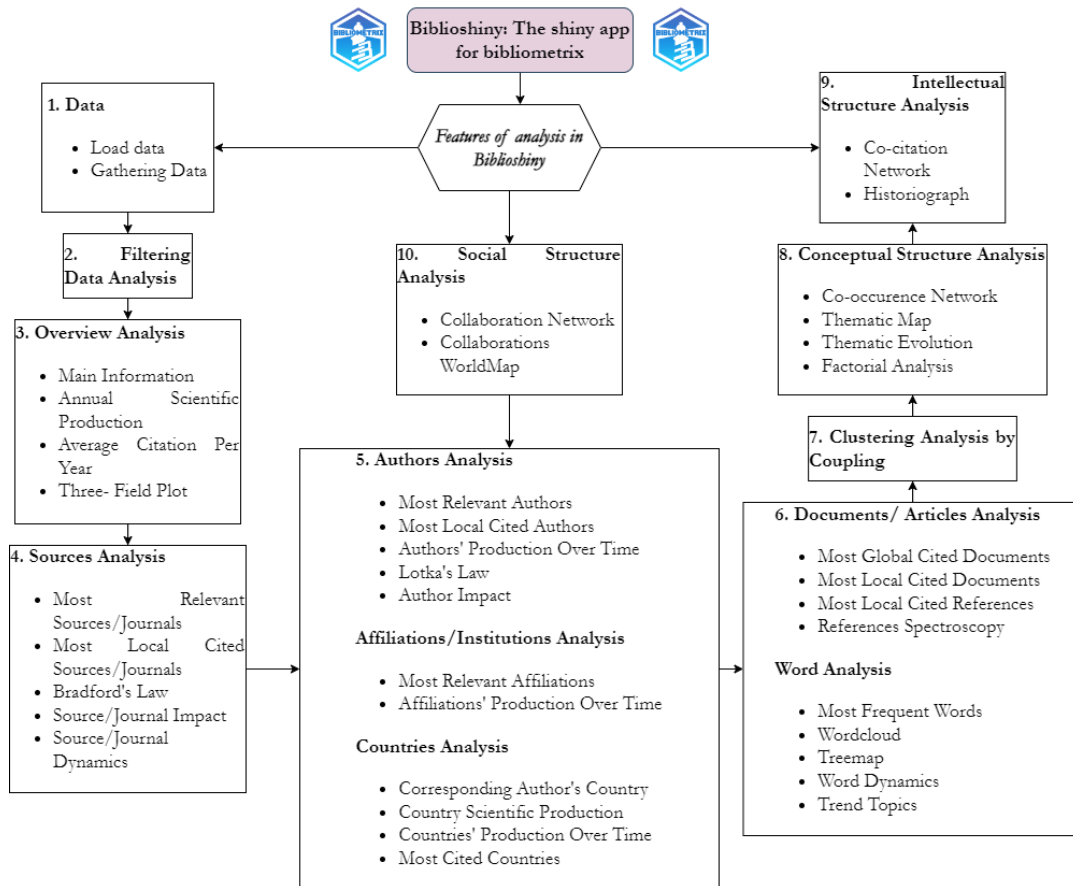 BIBLIOMETRIX
Biblioshiny: The shiny app
for bibliometrix
BIBLIOMETRIX
Features of analysis in
Biblioshiny
1. Data
• Load data
• Gathering Data
2. Filtering
Data Analysis
3. Overview Analysis
• Main Information
• Annual Scientific
Production
• Average Citation Per
Year
• Three- Field Plot
4. Sources Analysis
• Most Relevant
Sources/Journals
• Most Local Cited
Sources/Journals
• Bradford's Law
• Source/Journal Impact
• Source/Journal
Dynamics
10. Social Structure
Analysis
• Collaboration Network
• Collaborations
WorldMap
5. Authors Analysis
• Most Relevant Authors
• Most Local Cited Authors
• Authors' Production Over Time
• Lotka's Law
• Author Impact
Affiliations/Institutions Analysis
• Most Relevant Affiliations
• Affiliations' Production Over Time
Countries Analysis
• Corresponding Author's Country
• Country Scientific Production
• Countries' Production Over Time
• Most Cited Countries
6. Documents/ Articles Analysis
• Most Global Cited Documents
• Most Local Cited Documents
• Most Local Cited References
• References Spectroscopy
Word Analysis
• Most Frequent Words
• Wordcloud
• Treemap
• Word Dynamics
• Trend Topics
7. Clustering Analysis by
Coupling
8. Conceptual Structure Analysis
• Co-occurence Network
• Thematic Map
• Thematic Evolution
• Factorial Analysis
9. Intellectual
Structure Analysis
• Co-citation
Network
• Historiograph